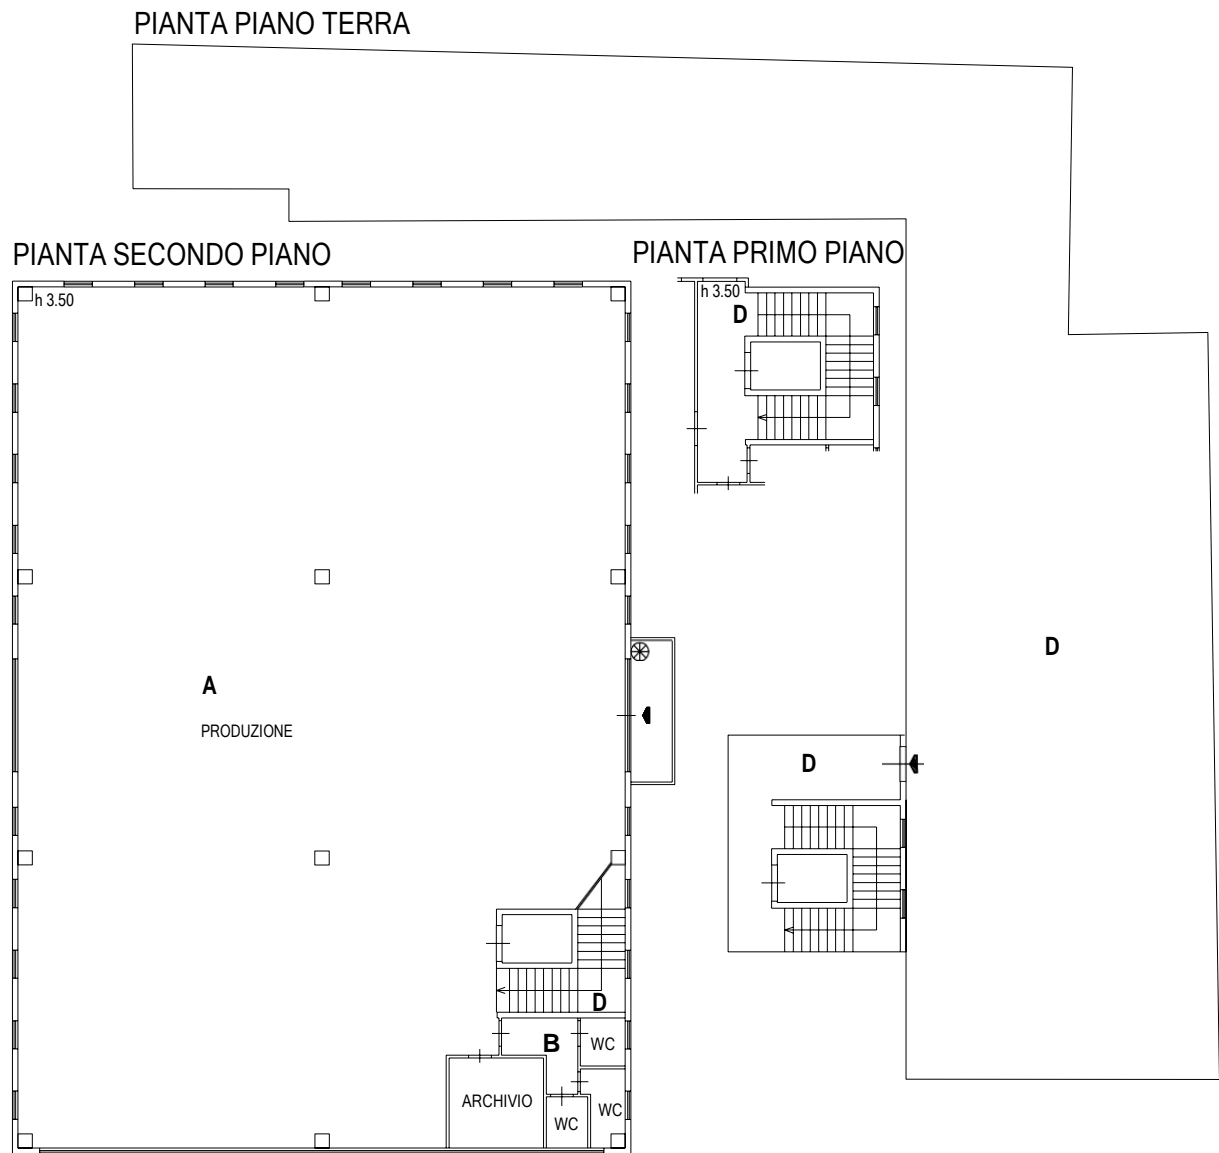 PIANTA PIANO TERRA
PIANTA SECONDO PIANO
PIANTA PRIMO PIANO
h 3.50
h 3.50
D
D
A
PRODUZIONE
D
D
B
WC
ARCHIVIO
WC
WC